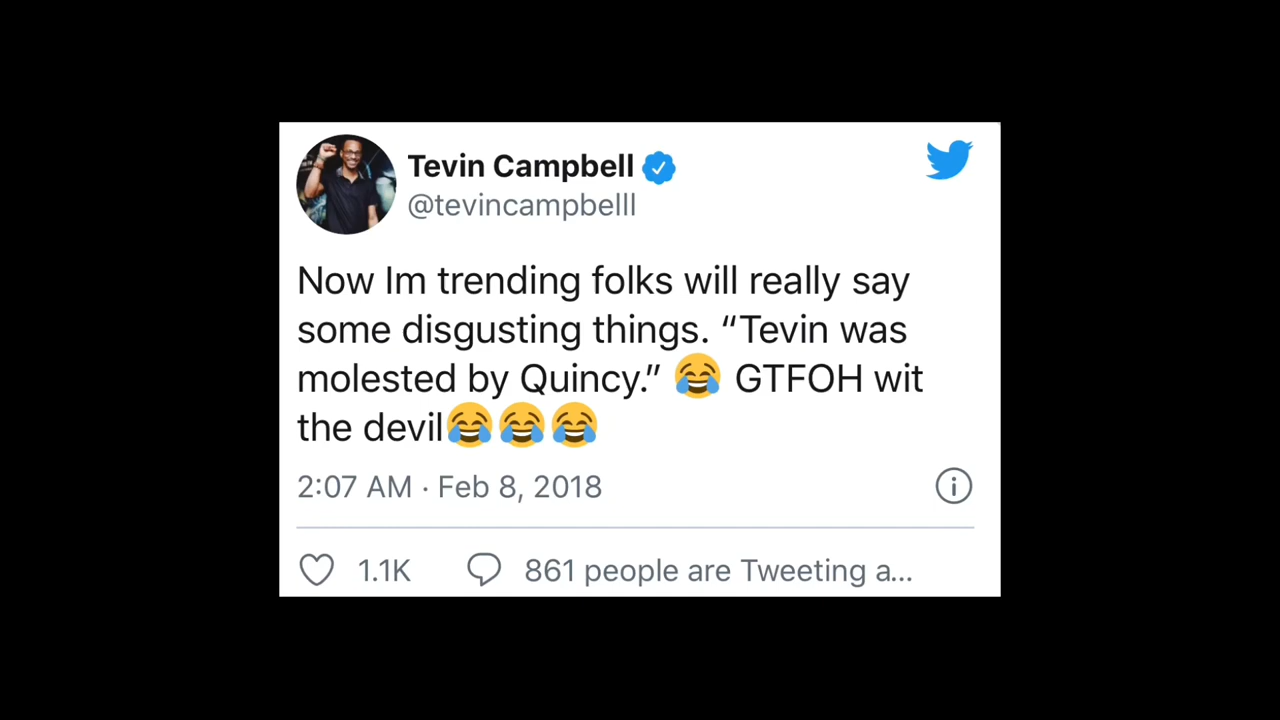 Tevin Campbell
@tevincampbelll
Now Im trending folks will really say
some disgusting things. “Tevin was
molested by Quincy.” 😂 GTFOH wit
the devil😂😂😂
2:07 AM · Feb 8, 2018
1.1K 861 people are Tweeting a...